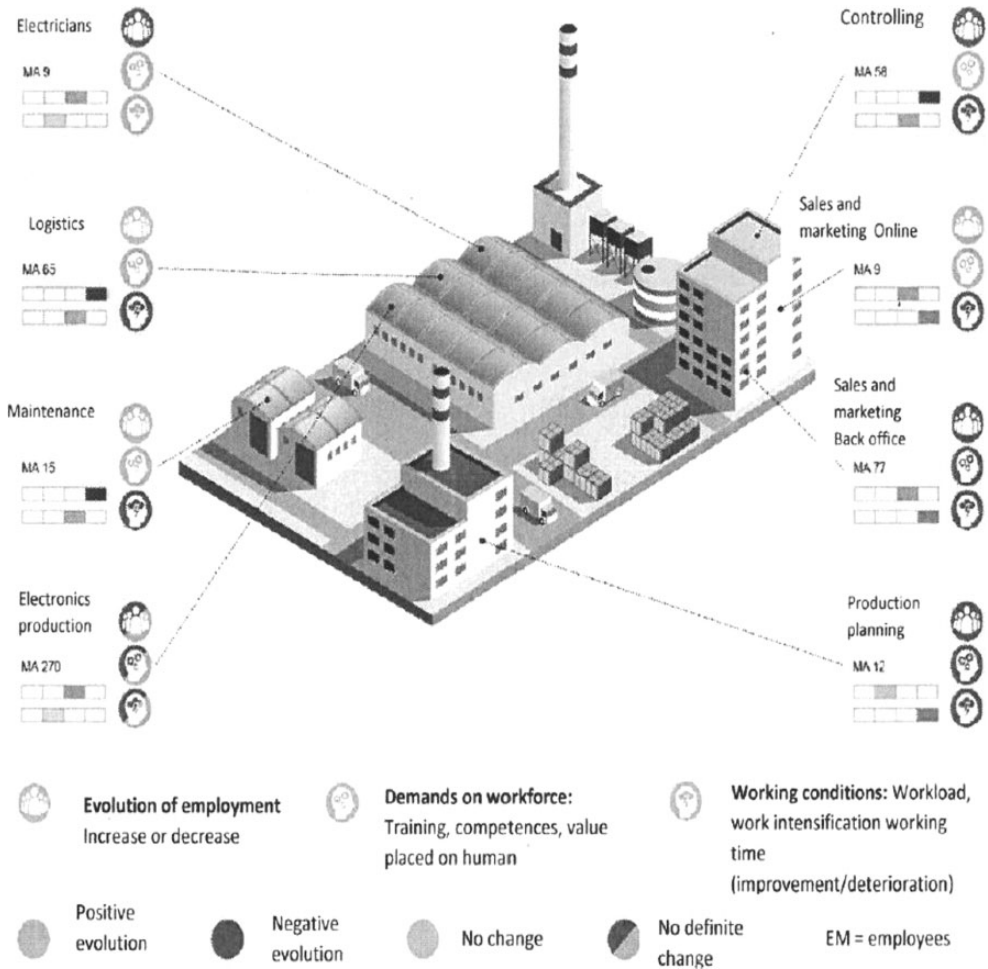 Electricians
MA 9
Logistics
MA 65
Maintenance
MA 15
Electronics
production
MA 270
Controlling
MA 58
Sales and
marketing Online
MA 9
Sales and
marketing
Back office
MA 77
Production
planning
MA 12
Evolution of employment
Increase or decrease
Demands on workforce:
Training, competences, value
placed on human
Working conditions: Workload,
work intensification working
time
(improvement/deterioration)
Positive
evolution
Negative
evolution
No change
No definite
change
EM = employees